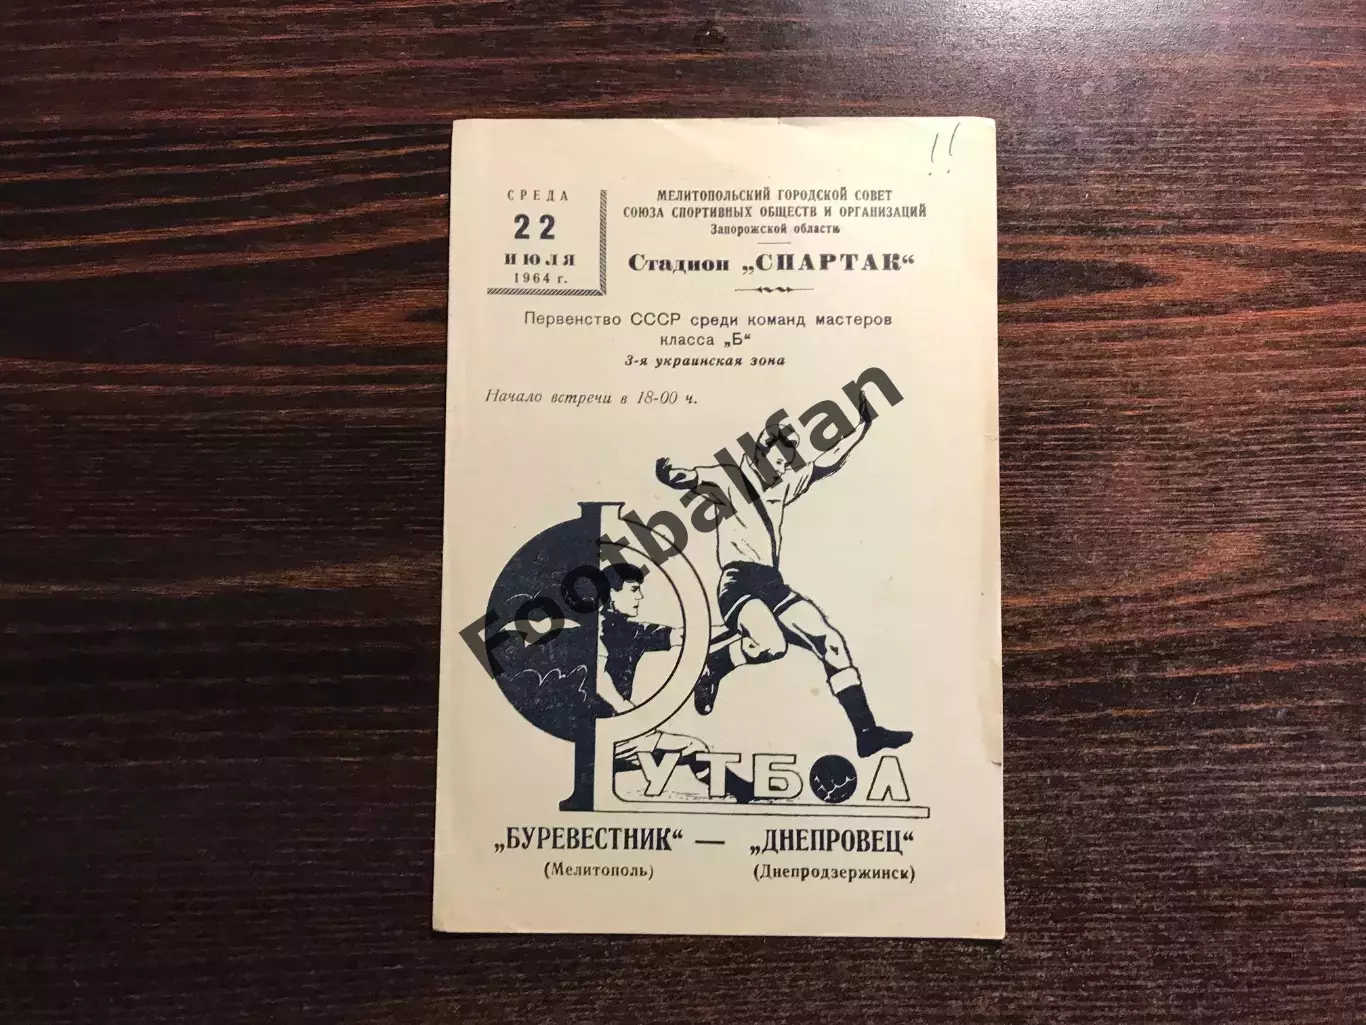 !!
СРЕДА
22
ИЮЛЯ
1964 г.
МЕЛИТОПОЛЬСКИЙ ГОРОДСКОЙ СОВЕТ
СОЮЗА СПОРТИВНЫХ ОБЩЕСТВ И ОРГАНИЗАЦИЙ
Запорожской области
Стадион „СПАРТАК“
Первенство СССР среди команд мастеров
класса „Б“
3-я украинская зона
Начало встречи в 18-00 ч.
Footballfan
ФУТБОЛ
„БУРЕВЕСТНИК“ — „ДНЕПРОВЕЦ“
(Мелитополь) (Днепродзержинск)